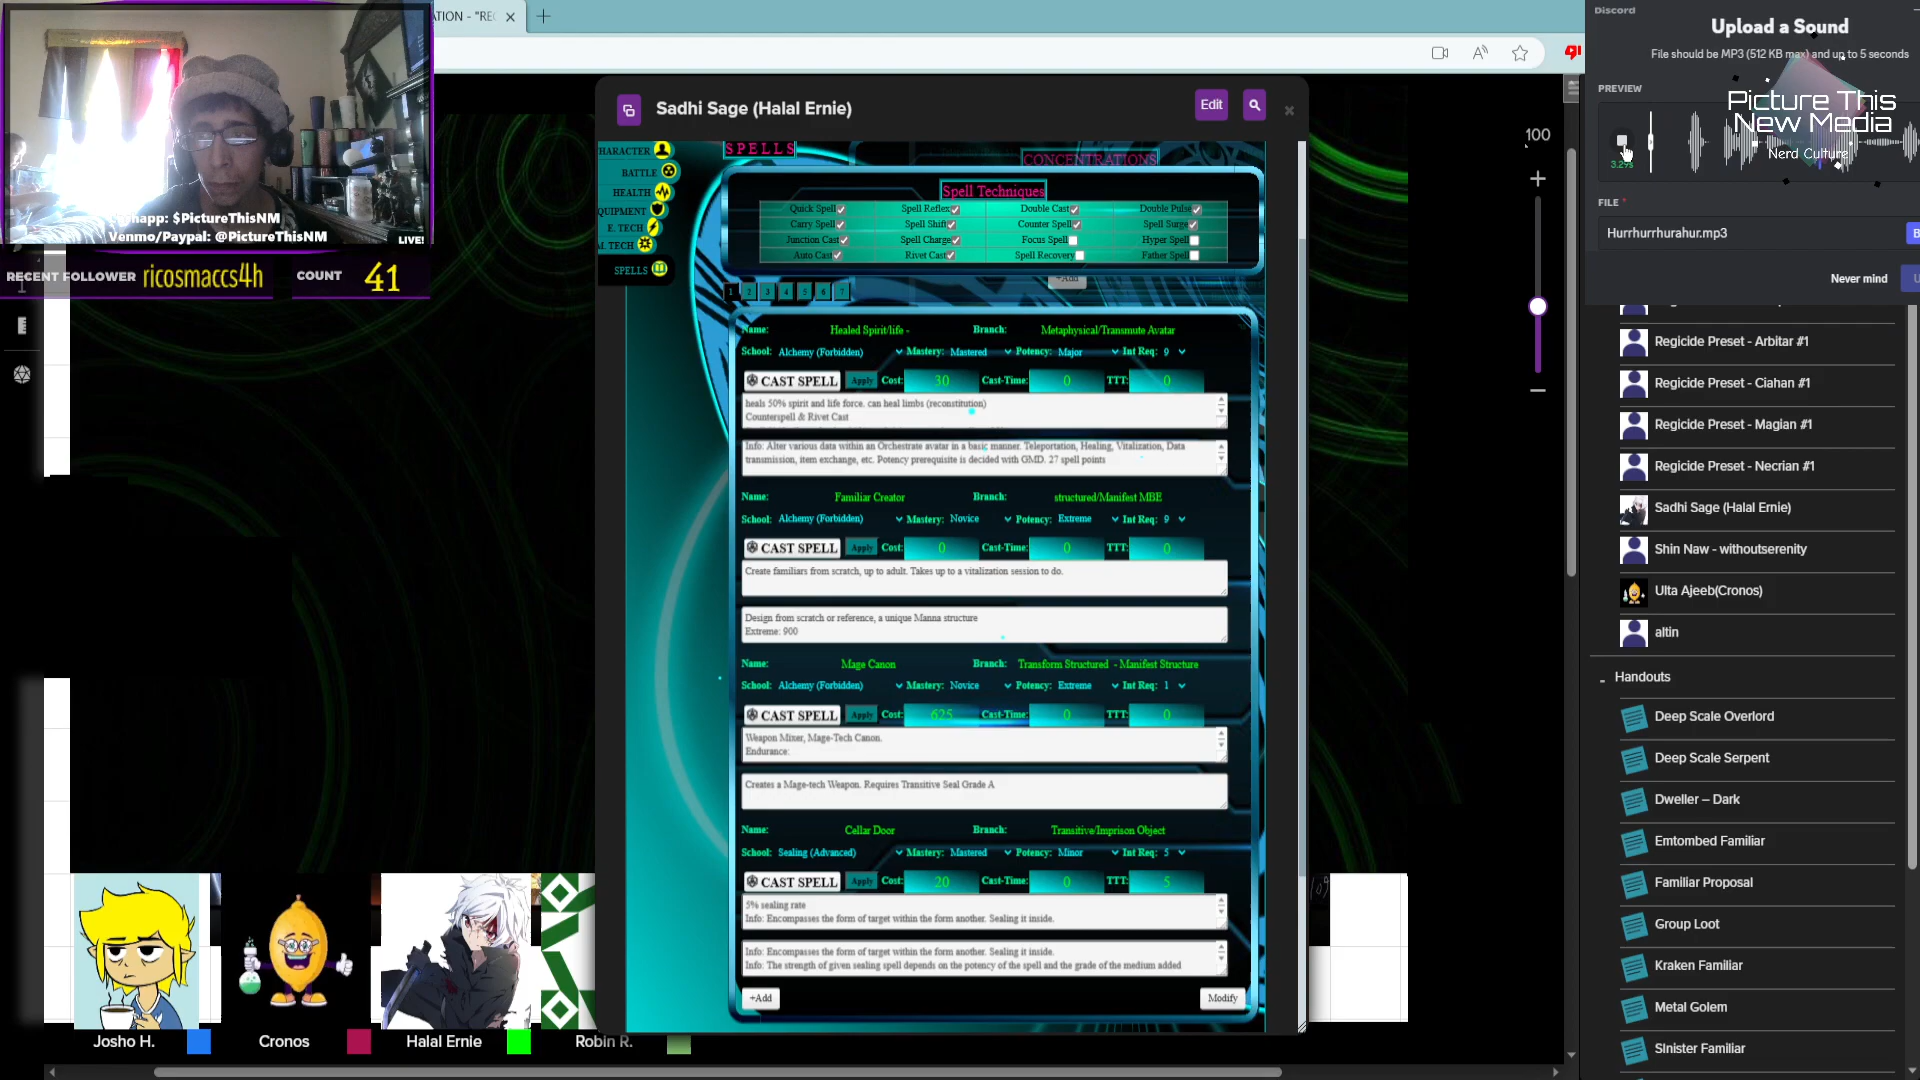 ATION - "RE
Cashapp: $PictureThisNM
Venmo/Paypal: @PictureThisNM
LIVE!
RECENT FOLLOWER ricosmaccs4h COUNT 41
Sadhi Sage (Halal Ernie)
Edit
HARACTER
BATTLE
HEALTH
QUIPMENT
E. TECH
AL TECH
SPELLS
SPELLS
CONCENTRATIONS
Spell Techniques
Quick Spell Spell Reflex Double Cast Double Pulse
Carry Spell Spell Shift Counter Spell Spell Surge
Junction Cast Spell Charge Focus Spell Hyper Spell
Auto Cast Rivet Cast Spell Recovery Father Spell
+Add
1 2 3 4 5 6 7
Name: Healed Spirit/life - Branch: Metaphysical/Transmute Avatar
School: Alchemy (Forbidden) Mastery: Mastered Potency: Major Int Req: 9
CAST SPELL Apply Cost: 30 Cast-Time: 0 TTT: 0
heals 50% spirit and life force. can heal limbs (reconstitution)
Counterspell & Rivet Cast
Info: Alter various data within an Orchestrate avatar in a basic manner. Teleportation, Healing, Vitalization, Data
transmission, item exchange, etc. Potency prerequisite is decided with GMD. 27 spell points
Name: Familiar Creator Branch: structured/Manifest MBE
School: Alchemy (Forbidden) Mastery: Novice Potency: Extreme Int Req: 9
CAST SPELL Apply Cost: 0 Cast-Time: 0 TTT: 0
Create familiars from scratch, up to adult. Takes up to a vitalization session to do.
Design from scratch or reference, a unique Manna structure
Extreme: 900
Name: Mage Canon Branch: Transform Structured - Manifest Structure
School: Alchemy (Forbidden) Mastery: Novice Potency: Extreme Int Req: 1
CAST SPELL Apply Cost: 625 Cast-Time: 0 TTT: 0
Weapon Mixer, Mage-Tech Canon.
Endurance:
Creates a Mage-tech Weapon. Requires Transitive Seal Grade A
Name: Cellar Door Branch: Transitive/Imprison Object
School: Sealing (Advanced) Mastery: Mastered Potency: Minor Int Req: 5
CAST SPELL Apply Cost: 20 Cast-Time: 0 TTT: 5
5% sealing rate
Info: Encompasses the form of target within the form another. Sealing it inside.
Info: Encompasses the form of target within the form another. Sealing it inside.
Info: The strength of given sealing spell depends on the potency of the spell and the grade of the medium added
+Add Modify
100
Discord
Upload a Sound
File should be MP3 (512 KB max) and up to 5 seconds
PREVIEW
Picture This
New Media
Nerd Culture
FILE *
Hurrhurrhurahur.mp3
Never mind
Regicide Preset - Arbitar #1
Regicide Preset - Ciahan #1
Regicide Preset - Magian #1
Regicide Preset - Necrian #1
Sadhi Sage (Halal Ernie)
Shin Naw - withoutserenity
Ulta Ajeeb(Cronos)
altin
Handouts
Deep Scale Overlord
Deep Scale Serpent
Dweller – Dark
Emtombed Familiar
Familiar Proposal
Group Loot
Kraken Familiar
Metal Golem
SInister Familiar
Josho H. Cronos Halal Ernie Robin R.